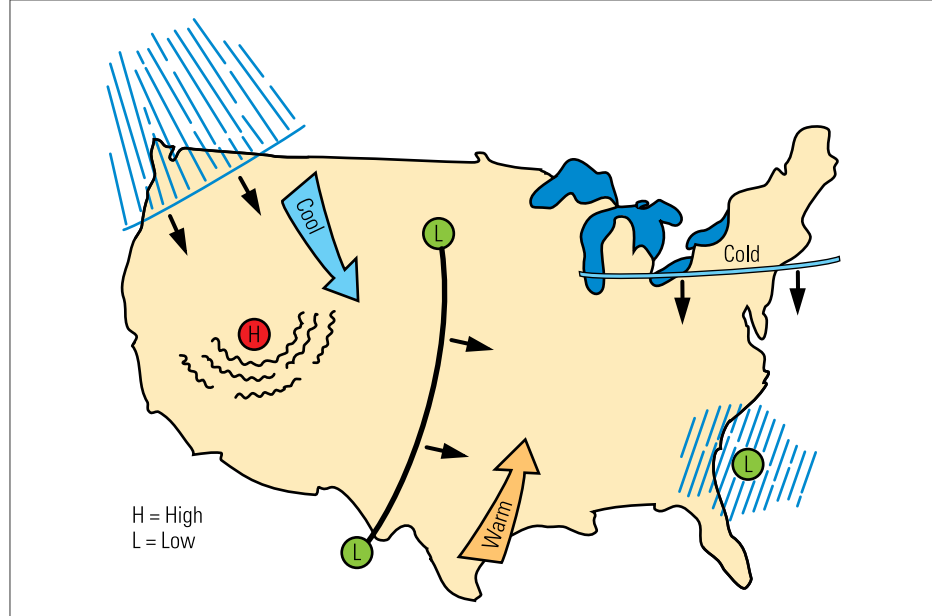 Cool
L
Cold
H
L
H = High
L = Low
Warm
L